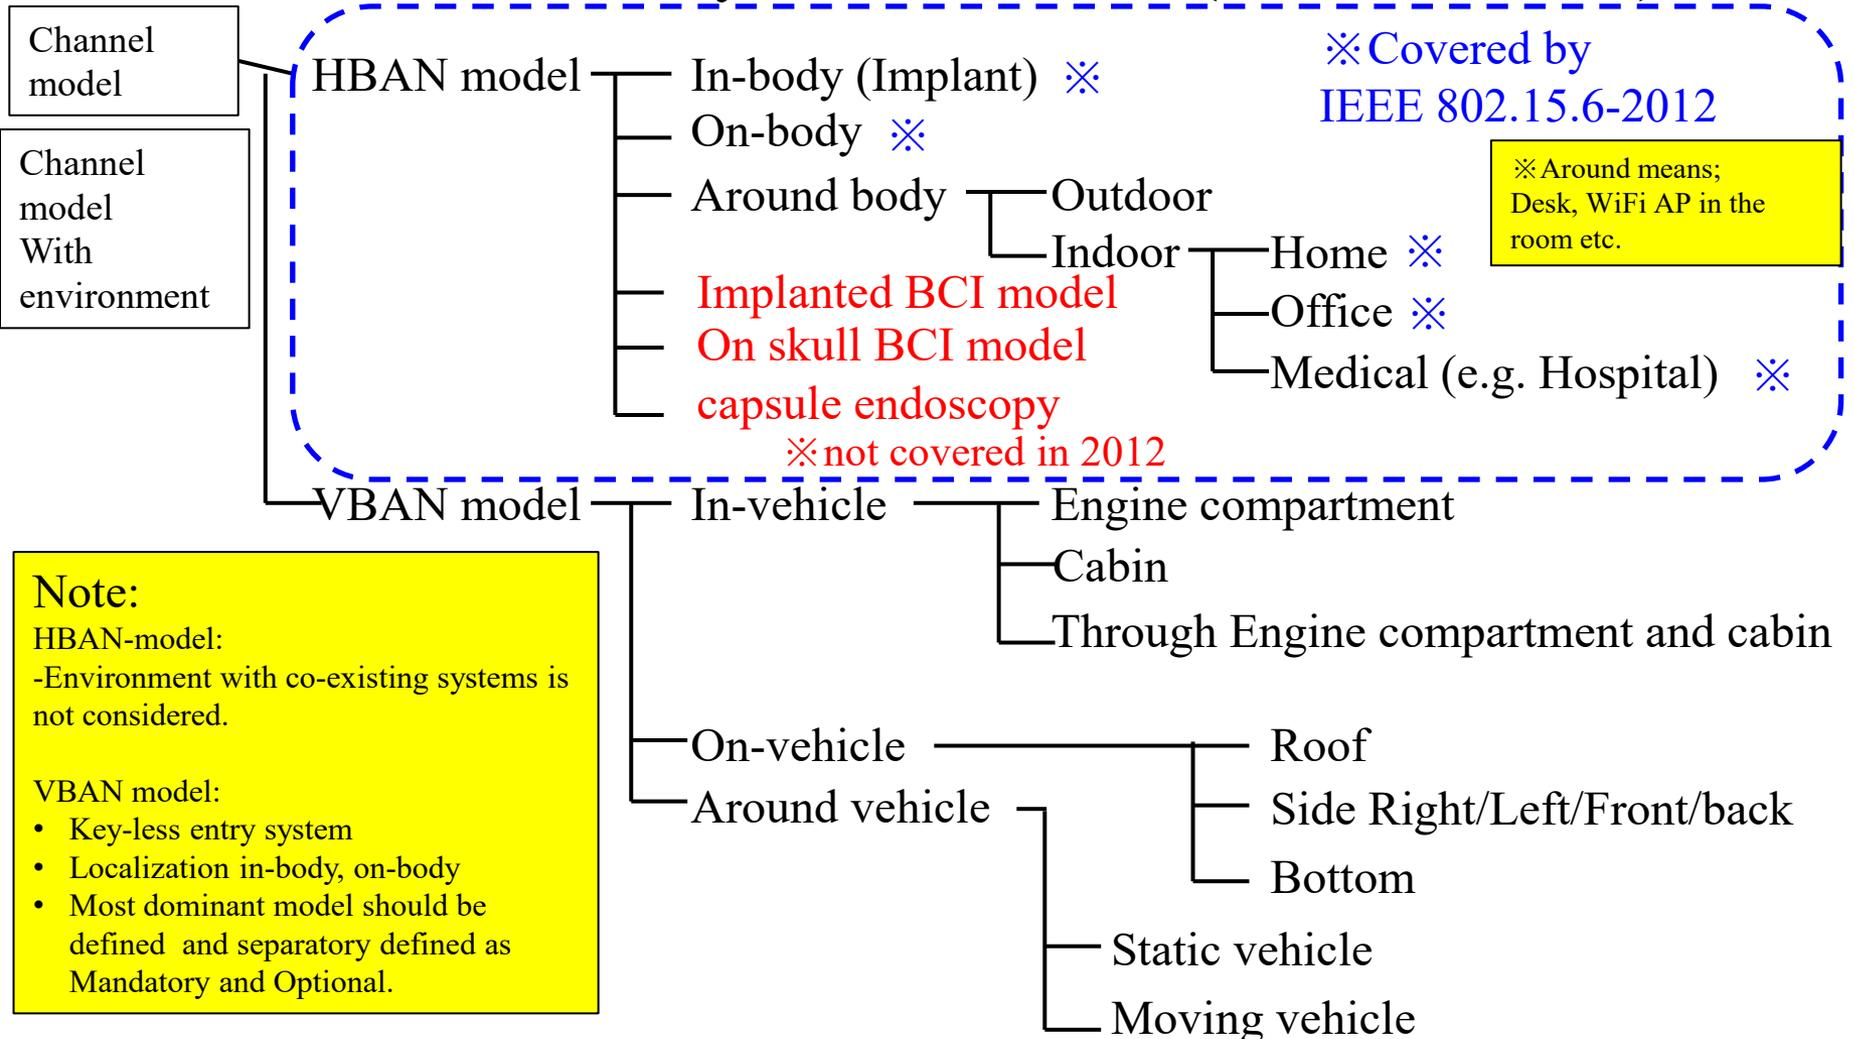 Channel
model
HBAN model
In-body (Implant) ※
※Covered by
IEEE 802.15.6-2012
On-body ※
Channel
model
With
environment
※Around means;
Desk, WiFi AP in the
room etc.
Around body
Outdoor
Indoor
Home ※
Implanted BCI model
Office ※
On skull BCI model
Medical (e.g. Hospital) ※
capsule endoscopy
※not covered in 2012
VBAN model
In-vehicle
Engine compartment
Cabin
Through Engine compartment and cabin
Note:
HBAN-model:
-Environment with co-existing systems is
not considered.
VBAN model:
• Key-less entry system
• Localization in-body, on-body
• Most dominant model should be
defined and separatory defined as
Mandatory and Optional.
On-vehicle
Roof
Around vehicle
Side Right/Left/Front/back
Bottom
Static vehicle
Moving vehicle